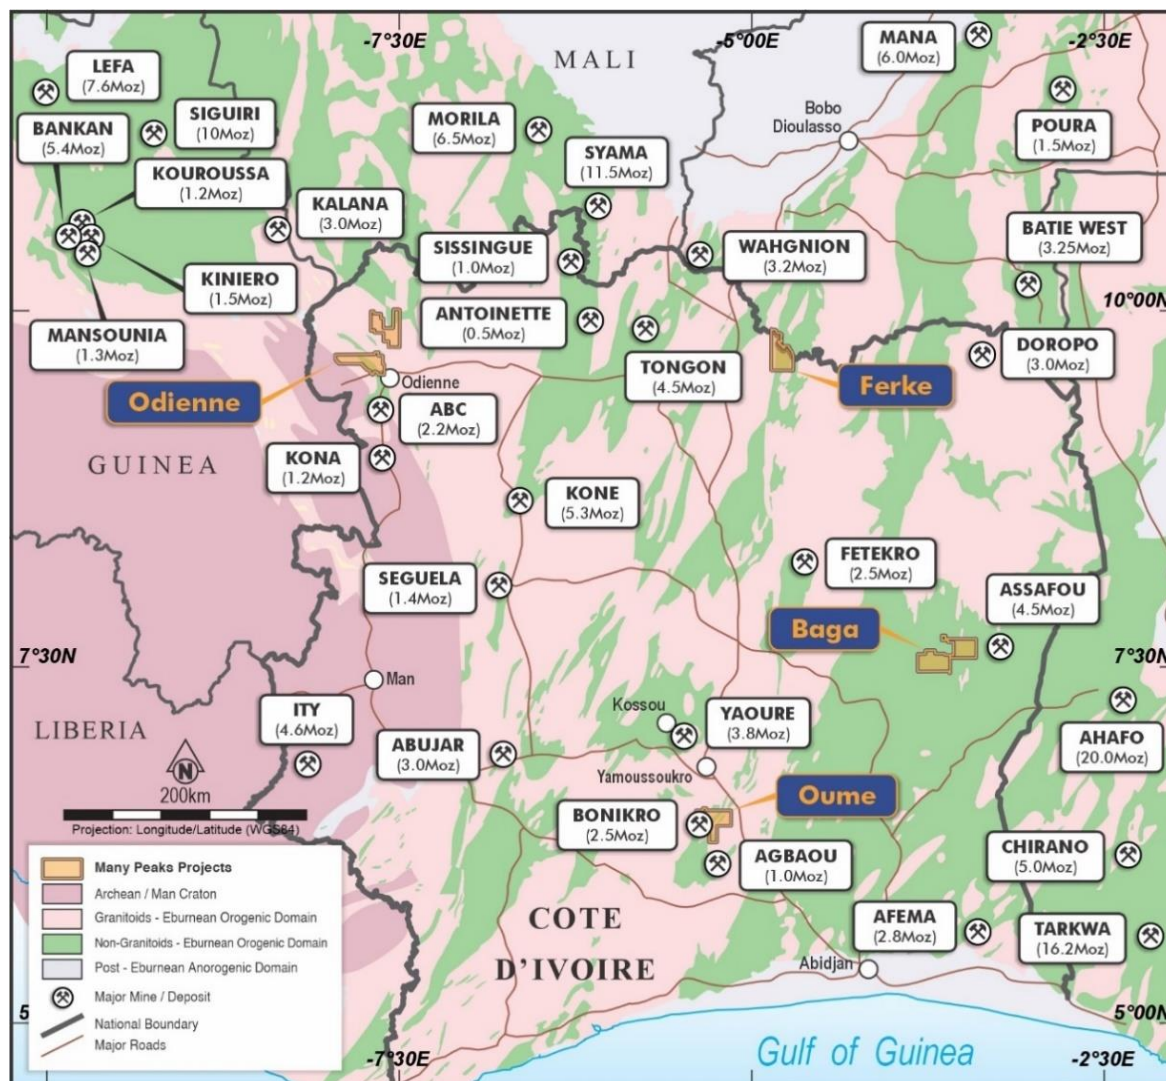 -7°30'E
-5°00'E
-2°30'E
MALI
MANA
(6.0Moz)
LEFA
(7.6Moz)
BANKAN
(5.4Moz)
SIGUIRI
(10Moz)
MORILA
(6.5Moz)
Bobo
Dioulasso
POURA
(1.5Moz)
SYAMA
(11.5Moz)
KOUROUSSA
(1.2Moz)
KALANA
(3.0Moz)
SISSINGUE
(1.0Moz)
WAHGNION
(3.2Moz)
BATIE WEST
(3.25Moz)
KINIERO
(1.5Moz)
10°00'N
ANTOINETTE
(0.5Moz)
MANSOUNIA
(1.3Moz)
TONGON
(4.5Moz)
DOROPO
(3.0Moz)
Odienne
Odienne
Ferke
ABC
(2.2Moz)
GUINEA
KONA
(1.2Moz)
KONE
(5.3Moz)
SEGUELA
(1.4Moz)
FETEKRO
(2.5Moz)
ASSAFOU
(4.5Moz)
Baga
7°30N
7°30N
Man
LIBERIA
ITY
(4.6Moz)
Kossou
YAOURE
(3.8Moz)
ABUJAR
(3.0Moz)
AHAFO
(20.0Moz)
Yamoussoukro
N
200km
Projection: Longitude/Latitude (WGS84)
Oume
BONIKRO
(2.5Moz)
AGBAOU
(1.0Moz)
CHIRANO
(5.0Moz)
COTE
D'IVOIRE
AFEMA
(2.8Moz)
TARKWA
(16.2Moz)
Abidjan
Many Peaks Projects
Archean / Man Craton
Granitoids - Eburnean Orogenic Domain
Non-Granitoids - Eburnean Orogenic Domain
Post - Eburnean Anorogenic Domain
Major Mine / Deposit
National Boundary
Major Roads
5°00N
-7°30E
Gulf of Guinea
-2°30E